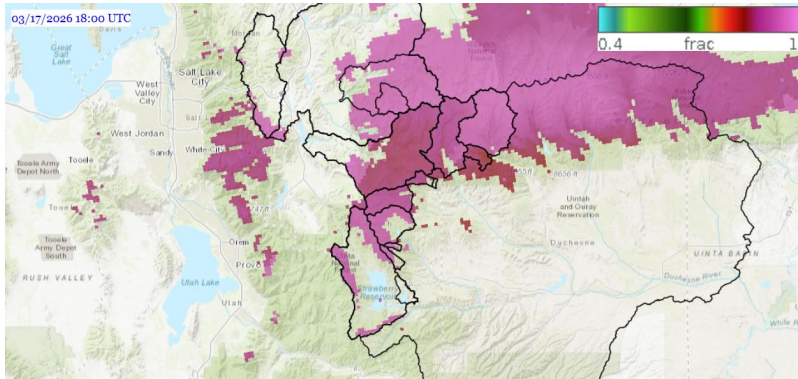 03/17/2026 18:00 UTC
Davis
Great
Salt
Lake
Salt Lake
City
West
Valley
City
West Jordan
Sandy
White City
Tooele Army
Depot North
Tooele
Tooele
Army
Depot
South
RUSH VALLEY
Orem
Provo
Utah Lake
Utah
Strawberry
Reservoir
8656 ft
Uintah
and Ouray
Reservation
Duchesne
UINTA BASIN
Duchesne River
White R
0.4
frac
1